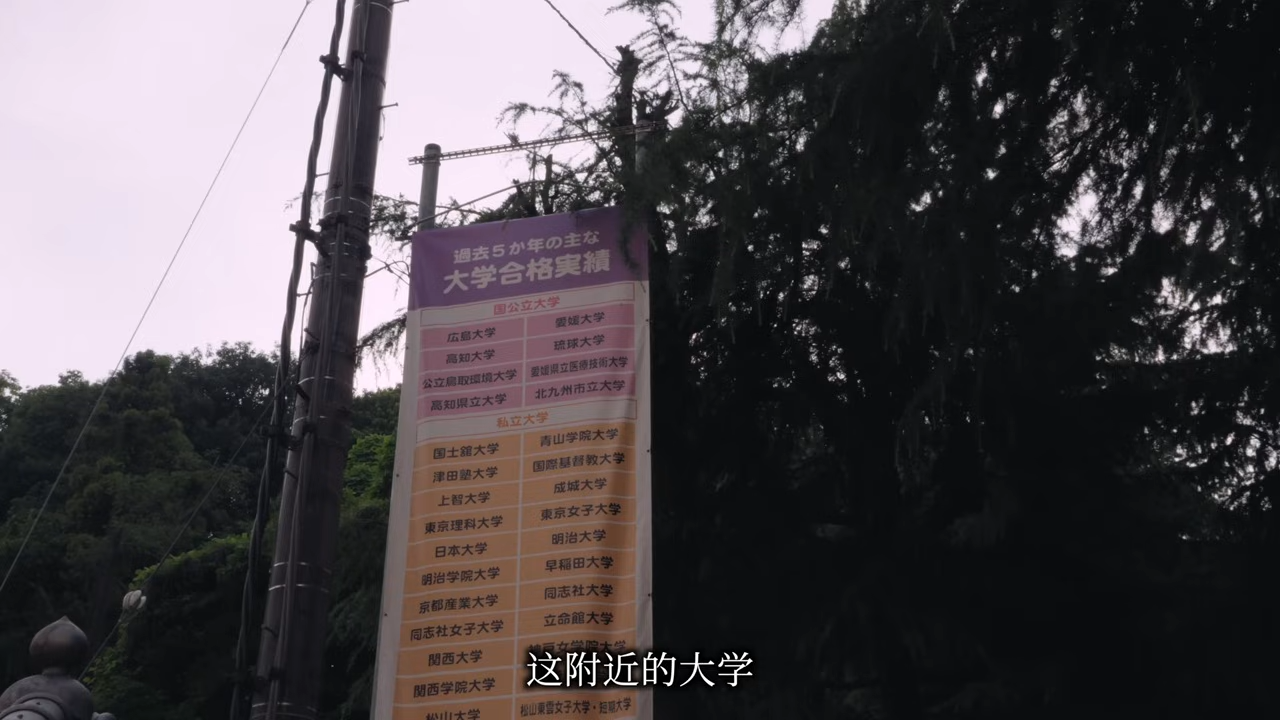 過去5か年の主な
大学合格実績
国公立大学
広島大学 愛媛大学
高知大学 琉球大学
公立鳥取環境大学 愛媛県立医療技術大学
高知県立大学 北九州市立大学
私立大学
国士舘大学 青山学院大学
津田塾大学 国際基督教大学
上智大学 成城大学
東京理科大学 東京女子大学
日本大学 明治大学
明治学院大学 早稲田大学
京都産業大学 同志社大学
同志社女子大学 立命館大学
関西大学 神戸女学院大学
関西学院大学
松山大学 松山東雲女子大学・短期大学
这附近的大学